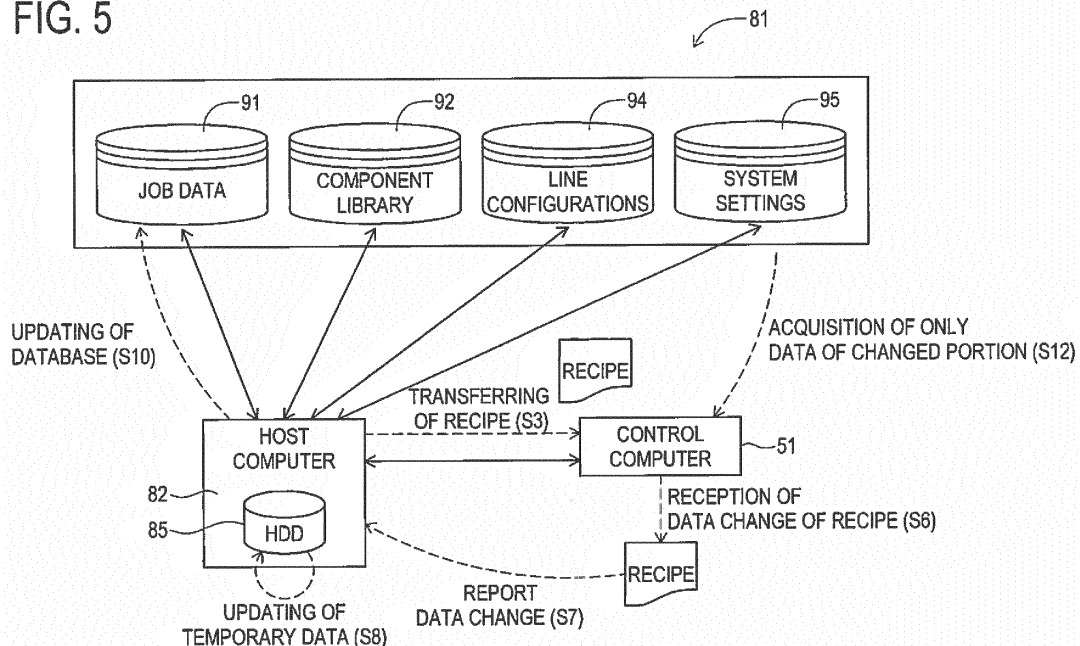 FIG. 5
81
91
92
94
95
JOB DATA
COMPONENT
LIBRARY
LINE
CONFIGURATIONS
SYSTEM
SETTINGS
UPDATING OF
DATABASE (S10)
ACQUISITION OF ONLY
DATA OF CHANGED PORTION (S12)
RECIPE
TRANSFERRING
OF RECIPE (S3)
HOST
COMPUTER
CONTROL
COMPUTER
51
82
85
HDD
RECEPTION OF
DATA CHANGE OF RECIPE (S6)
RECIPE
REPORT
DATA CHANGE (S7)
UPDATING OF
TEMPORARY DATA (S8)